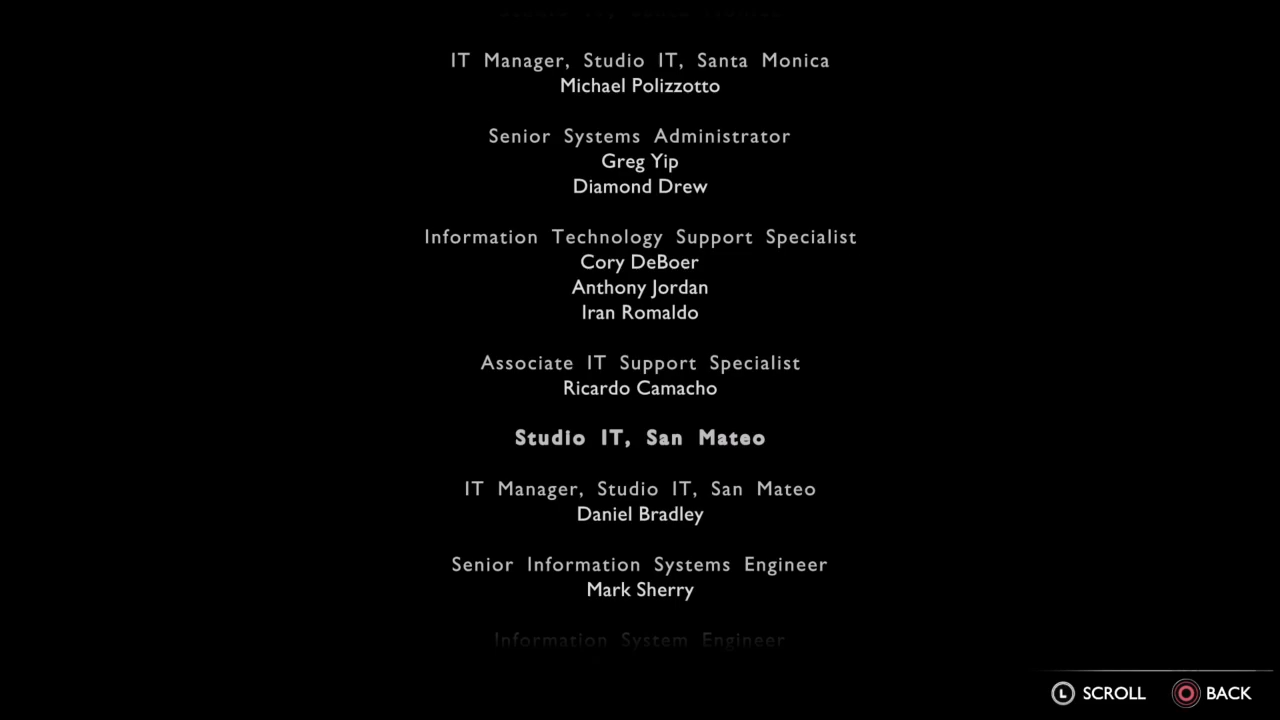 IT Manager, Studio IT, Santa Monica
Michael Polizzotto
Senior Systems Administrator
Greg Yip
Diamond Drew
Information Technology Support Specialist
Cory DeBoer
Anthony Jordan
Iran Romaldo
Associate IT Support Specialist
Ricardo Camacho
Studio IT, San Mateo
IT Manager, Studio IT, San Mateo
Daniel Bradley
Senior Information Systems Engineer
Mark Sherry
Information System Engineer
L SCROLL BACK